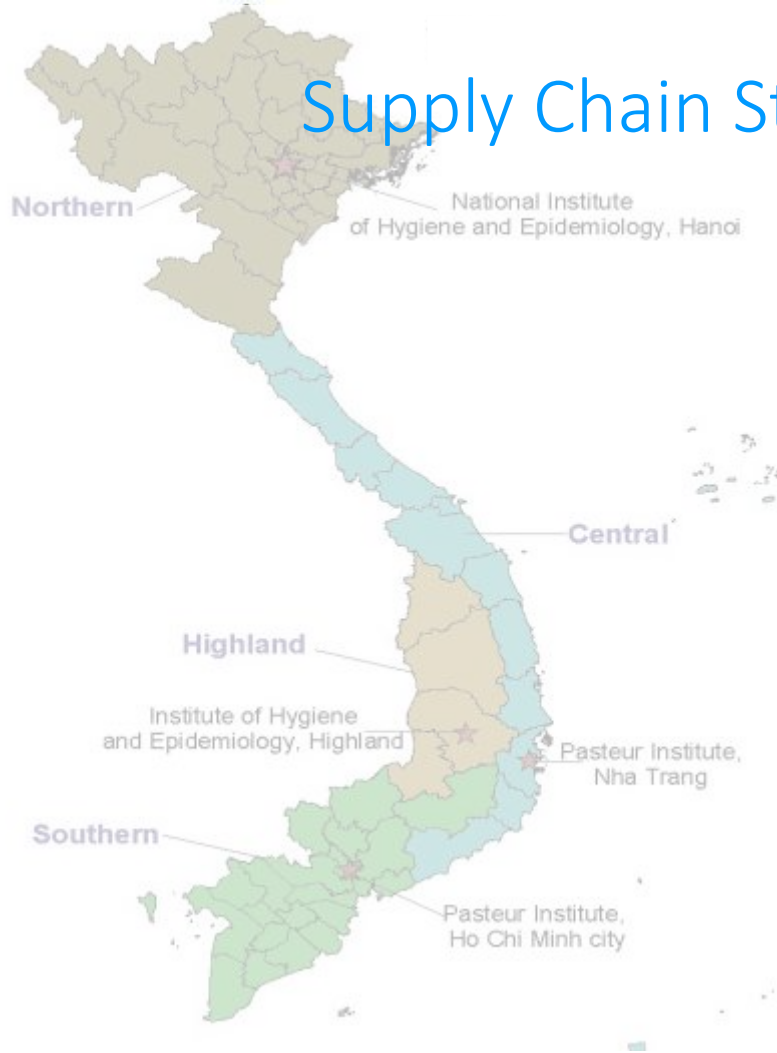 Supply Chain St
Northern
National Institute
of Hygiene and Epidemiology, Hanoi
Central
Highland
Institute of Hygiene
and Epidemiology, Highland
Pasteur Institute,
Nha Trang
Southern
Pasteur Institute,
Ho Chi Minh city